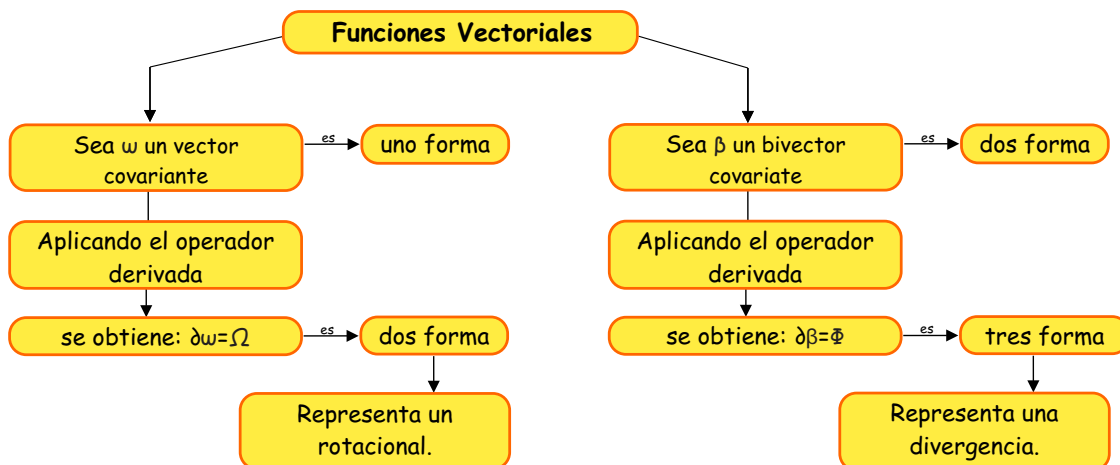 Funciones Vectoriales
Sea ω un vector
covariante
es
uno forma
Aplicando el operador
derivada
se obtiene: ∂ω=Ω
es
dos forma
Representa un
rotacional.
Sea β un bivector
covariate
es
dos forma
Aplicando el operador
derivada
se obtiene: ∂β=Φ
es
tres forma
Representa una
divergencia.